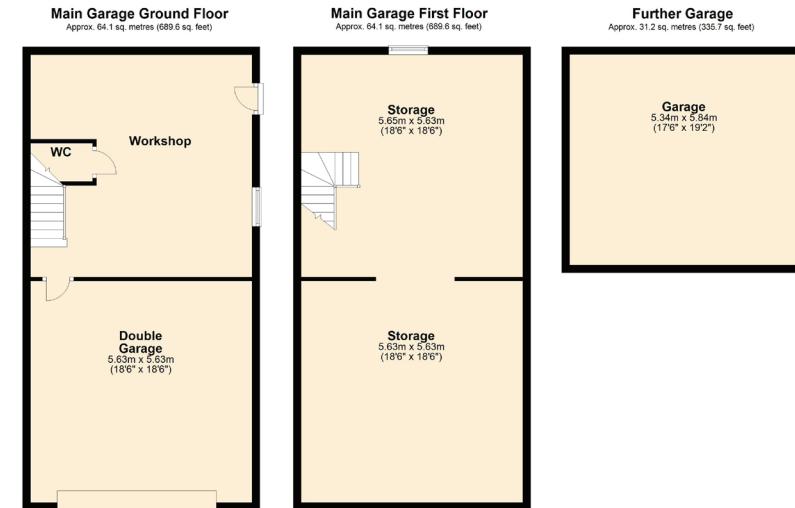 Main Garage Ground Floor
Approx. 64.1 sq. metres (689.6 sq. feet)
WC
Workshop
Double
Garage
5.63m x 5.63m
(18'6" x 18'6")
Main Garage First Floor
Approx. 64.1 sq. metres (689.6 sq. feet)
Storage
5.65m x 5.63m
(18'6" x 18'6")
Storage
5.63m x 5.63m
(18'6" x 18'6")
Further Garage
Approx. 31.2 sq. metres (335.7 sq. feet)
Garage
5.34m x 5.84m
(17'6" x 19'2")